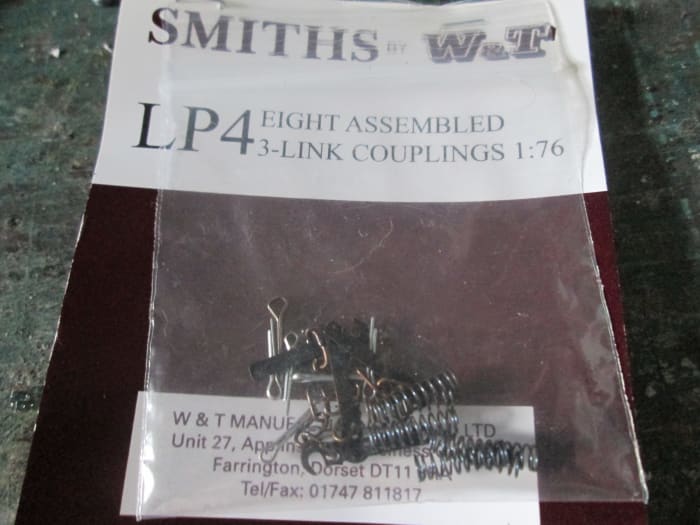 SMITHS BY W&T
LP4 EIGHT ASSEMBLED
3-LINK COUPLINGS 1:76
W & T MANUF LTD
Unit 27,
Farrington, Dorset DT11
Tel/Fax: 01747 811817